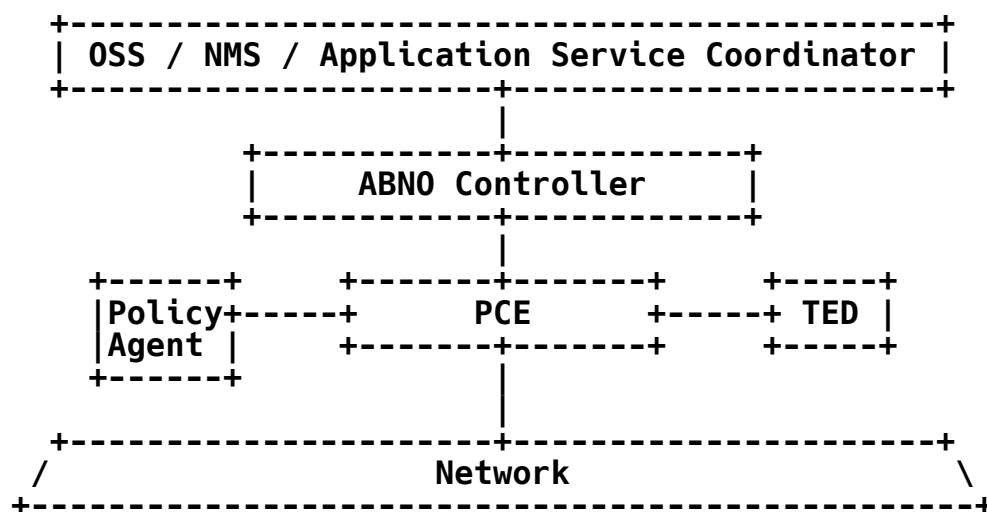 OSS / NMS / Application Service Coordinator
ABNO Controller
Policy PCE TED
Agent
Network